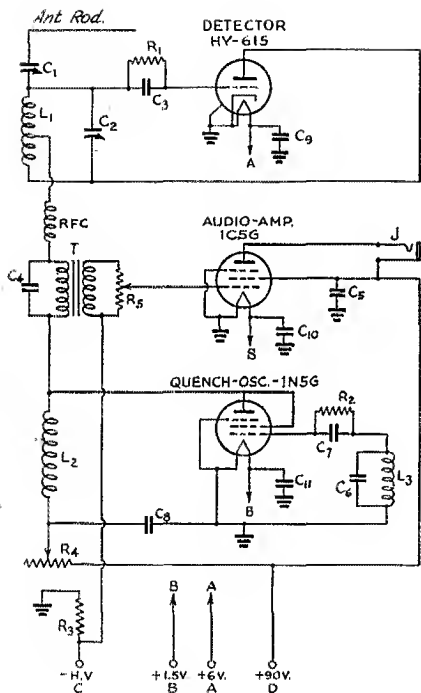 Ant Rod.
DETECTOR
HY-615
C1
R1
C3
L1
C2
C9
A
RFC
T
AUDIO-AMP.
1C5G
J
C4
R5
C5
C10
S
QUENCH-OSC.-1N5G
R2
C7
L2
C6
L3
C11
B
C8
R4
R3
B
A
-H.V
+1.5V.
+6V.
+90V.
C
B
A
D